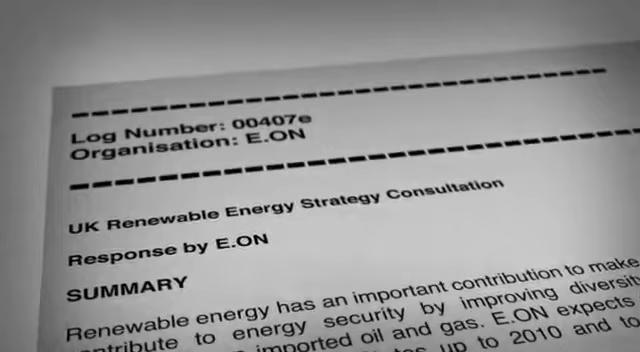 Log Number: 00407e
Organisation: E.ON
UK Renewable Energy Strategy Consultation
Response by E.ON
SUMMARY
Renewable energy has an important contribution to make
contribute to energy security by improving diversity
imported oil and gas. E.ON expects
up to 2010 and to